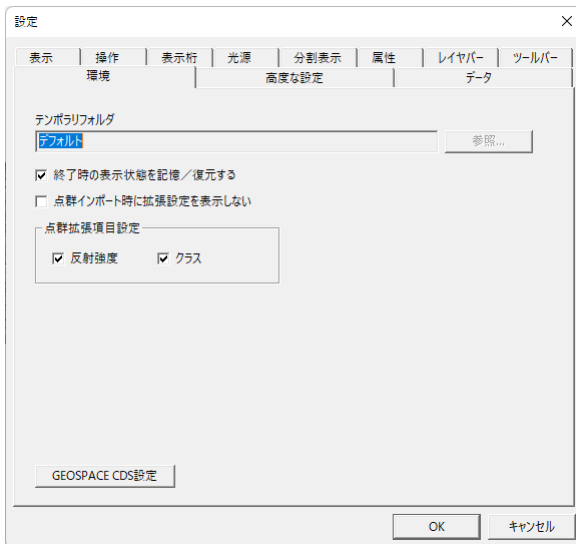 設定
表示 操作 表示桁 光源 分割表示 属性 レイヤバー ツールバー
環境 高度な設定 データ
テンポラリフォルダ
デフォルト 参照...
終了時の表示状態を記憶／復元する
点群インポート時に拡張設定を表示しない
点群拡張項目設定
反射強度 クラス
GEOSPACE CDS設定
OK キャンセル